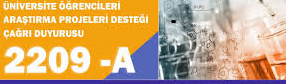 ÜNİVERSİTE ÖĞRENCİLERİ
ARAŞTIRMA PROJELERİ DESTEĞİ
ÇAĞRI DUYURUSU
2209 -A